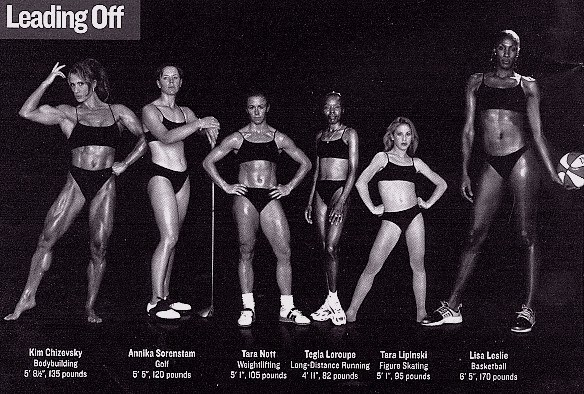 Leading Off
Kim Chizevsky
Bodybuilding
5' 8½", 135 pounds
Annika Sorenstam
Golf
5' 5", 120 pounds
Tara Nott
Weightlifting
5' 1", 105 pounds
Tegla Loroupe
Long-Distance Running
4' 11", 82 pounds
Tara Lipinski
Figure Skating
5' 1", 95 pounds
Lisa Leslie
Basketball
6' 5", 170 pounds